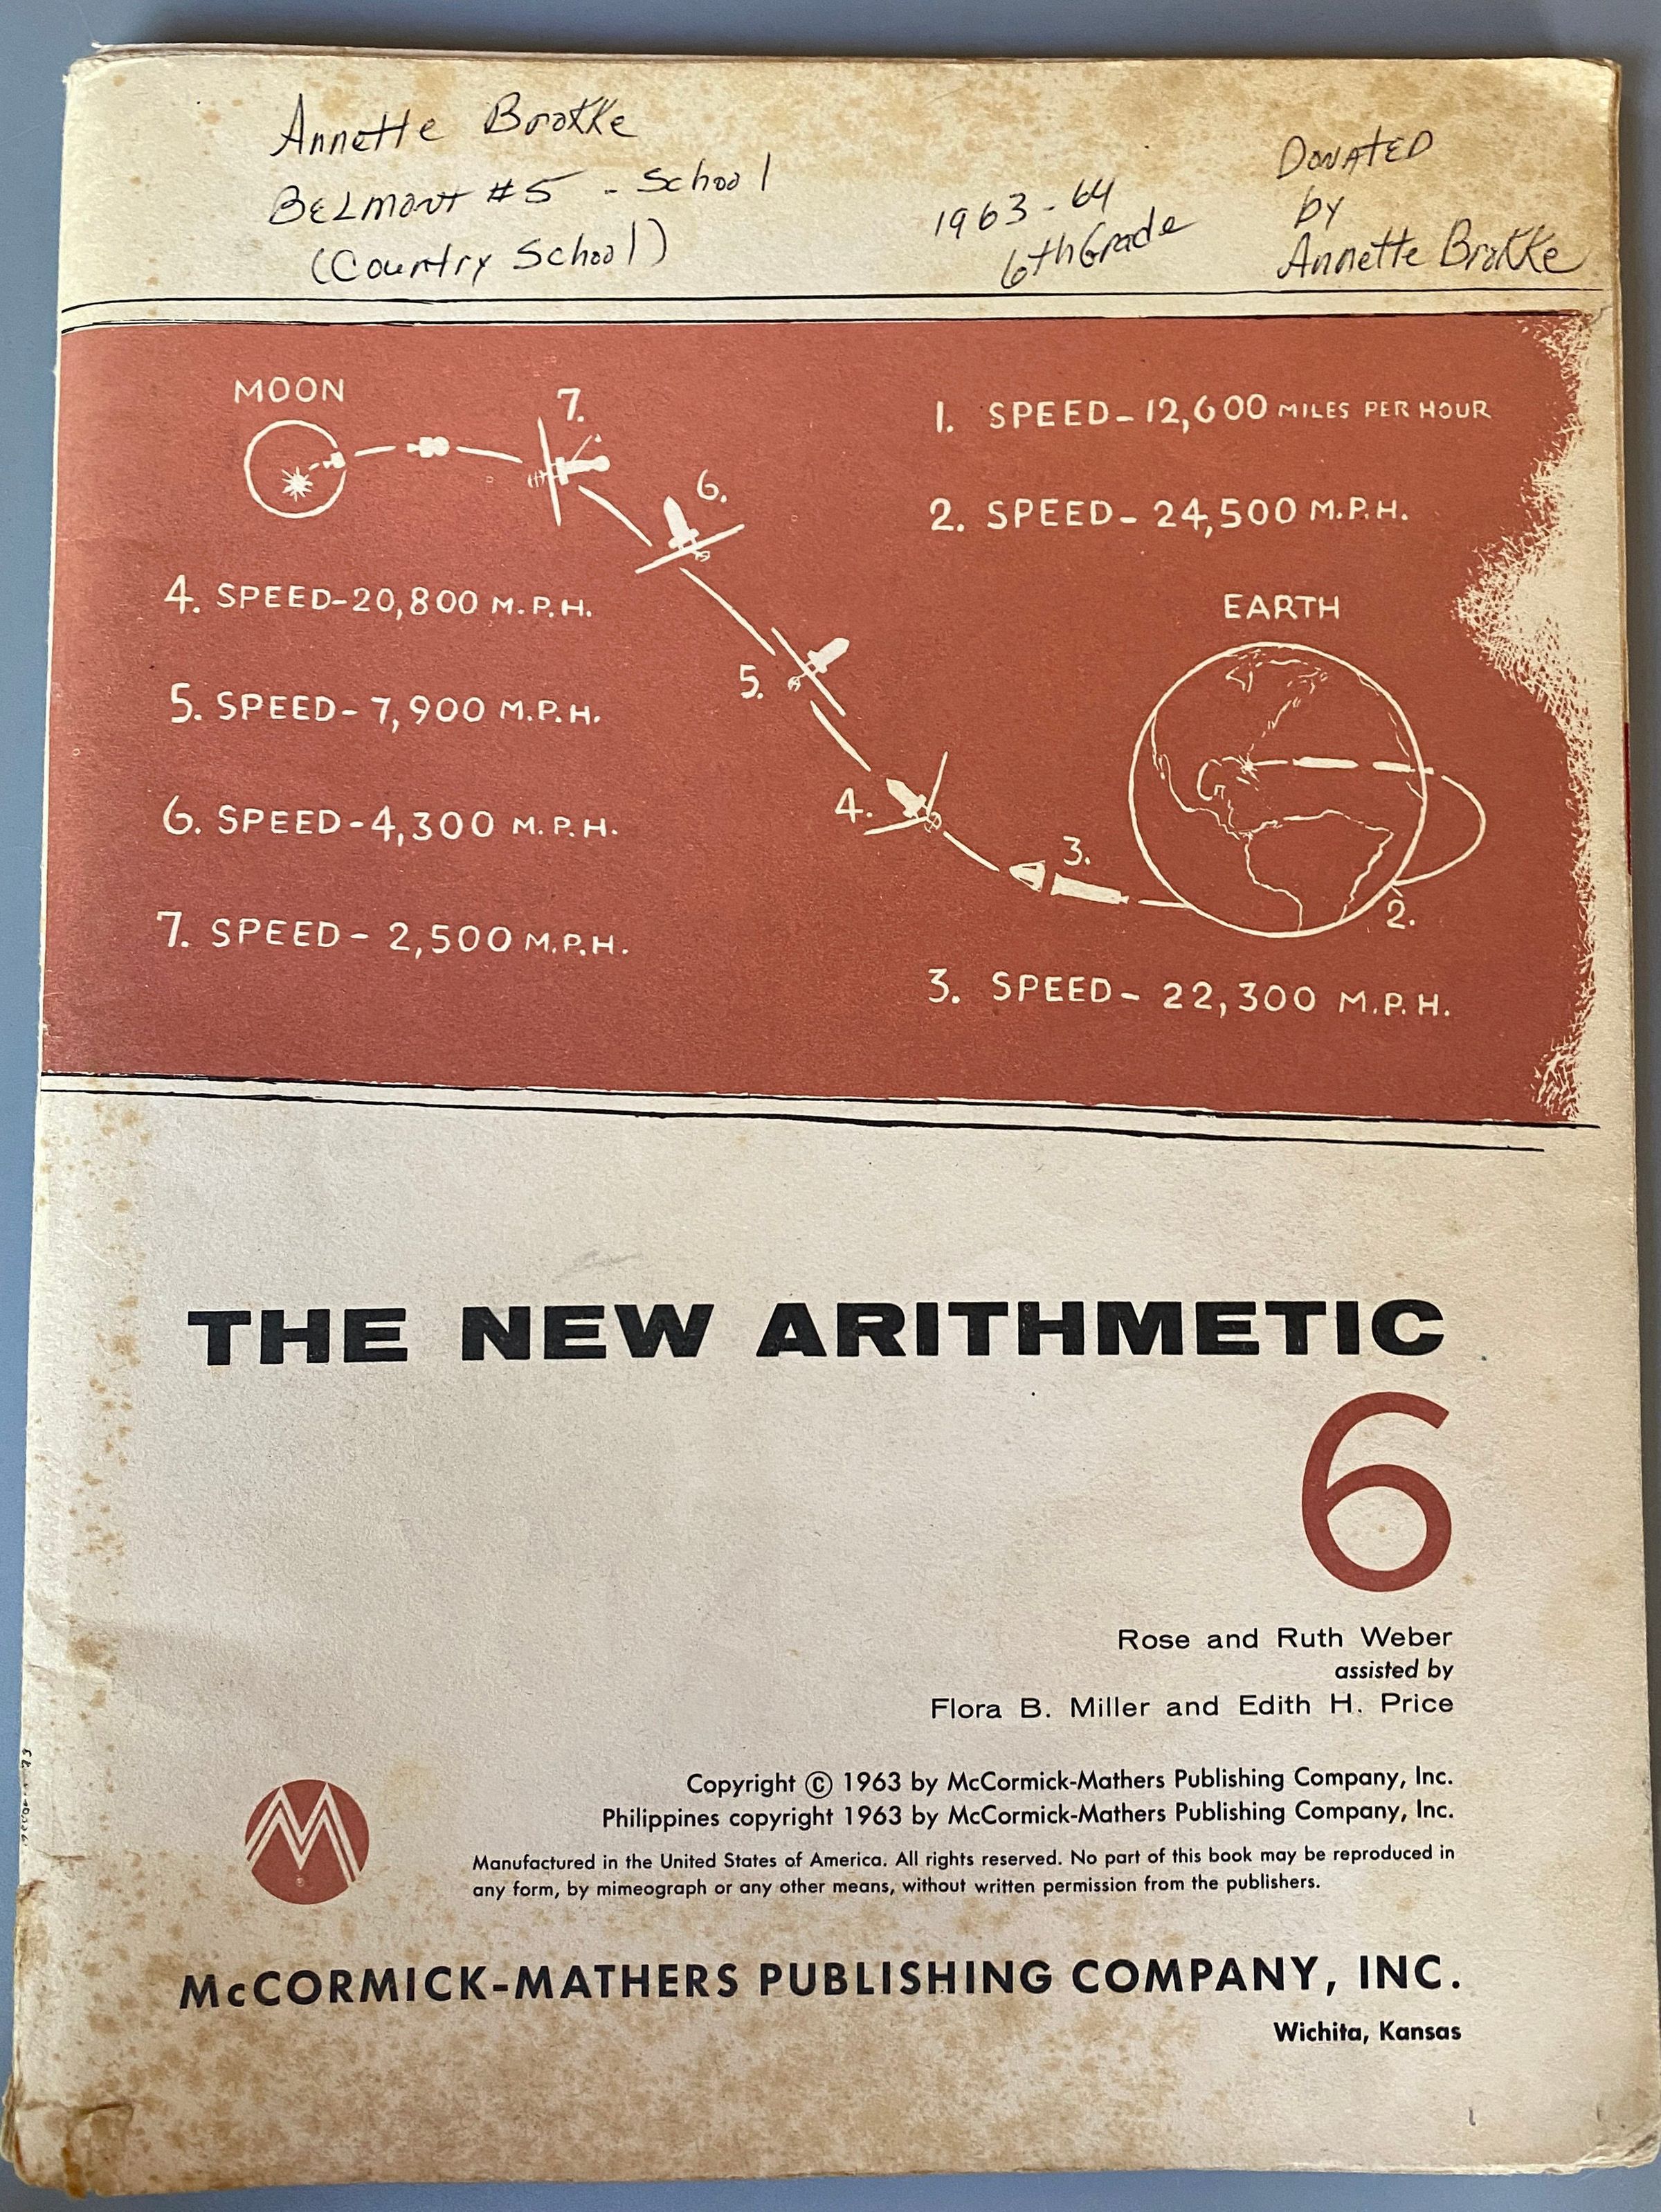 Annette Bratke
BELmont #5 - School
(Country School)
1963-64
6th Grade
DONATED
by
Annette Bratke
MOON
7.
6.
5.
4.
3.
2.
1. SPEED-12,600 MILES PER HOUR
2. SPEED-24,500 M.P.H.
EARTH
3. SPEED-22,300 M.P.H.
4. SPEED-20,800 M.P.H.
5. SPEED-7,900 M.P.H.
6. SPEED-4,300 M.P.H.
7. SPEED-2,500 M.P.H.
THE NEW ARITHMETIC
6
Rose and Ruth Weber
assisted by
Flora B. Miller and Edith H. Price
Copyright © 1963 by McCormick-Mathers Publishing Company, Inc.
Philippines copyright 1963 by McCormick-Mathers Publishing Company, Inc.
Manufactured in the United States of America. All rights reserved. No part of this book may be reproduced in
any form, by mimeograph or any other means, without written permission from the publishers.
M
McCORMICK-MATHERS PUBLISHING COMPANY, INC.
Wichita, Kansas